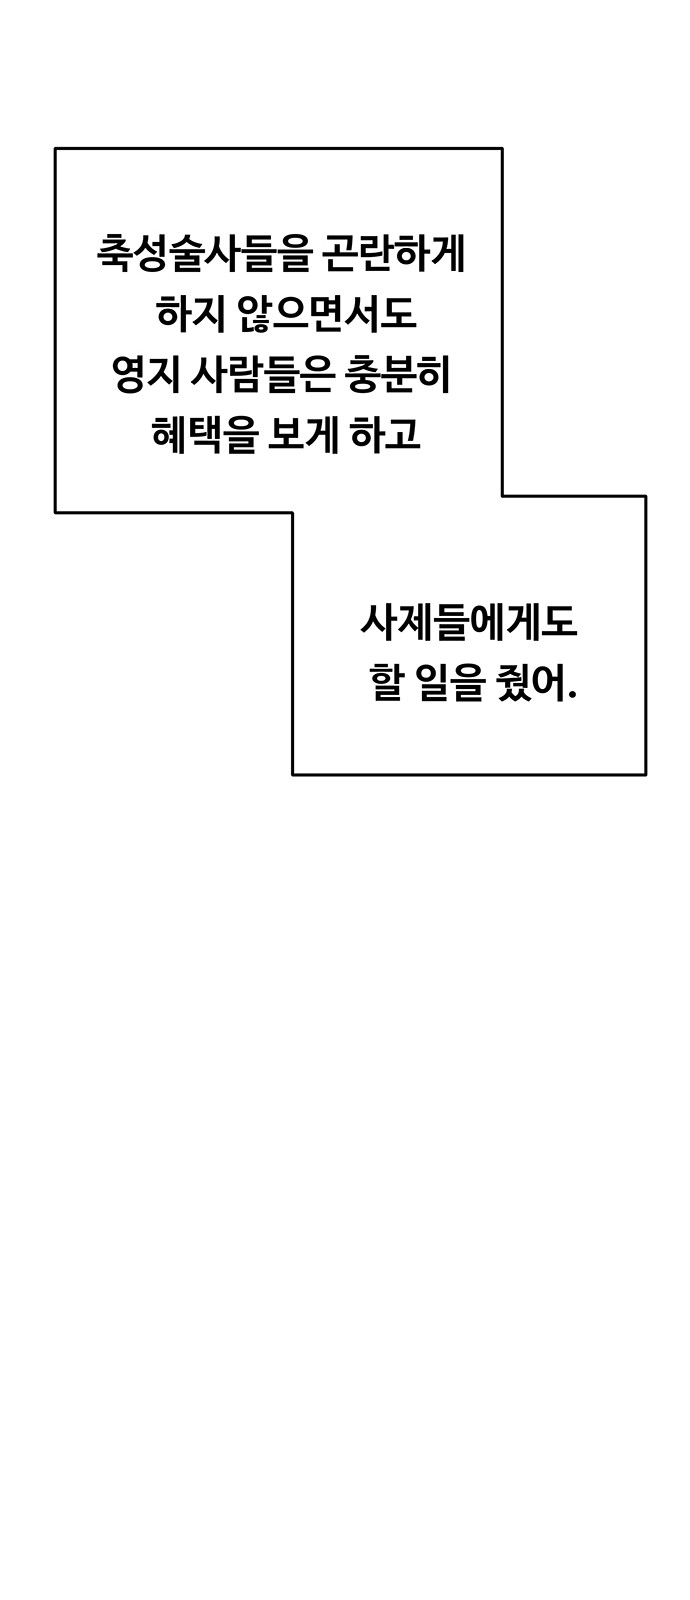 축성술사들을 곤란하게
하지 않으면서도
영지 사람들은 충분히
혜택을 보게 하고
사제들에게도
할 일을 줬어.